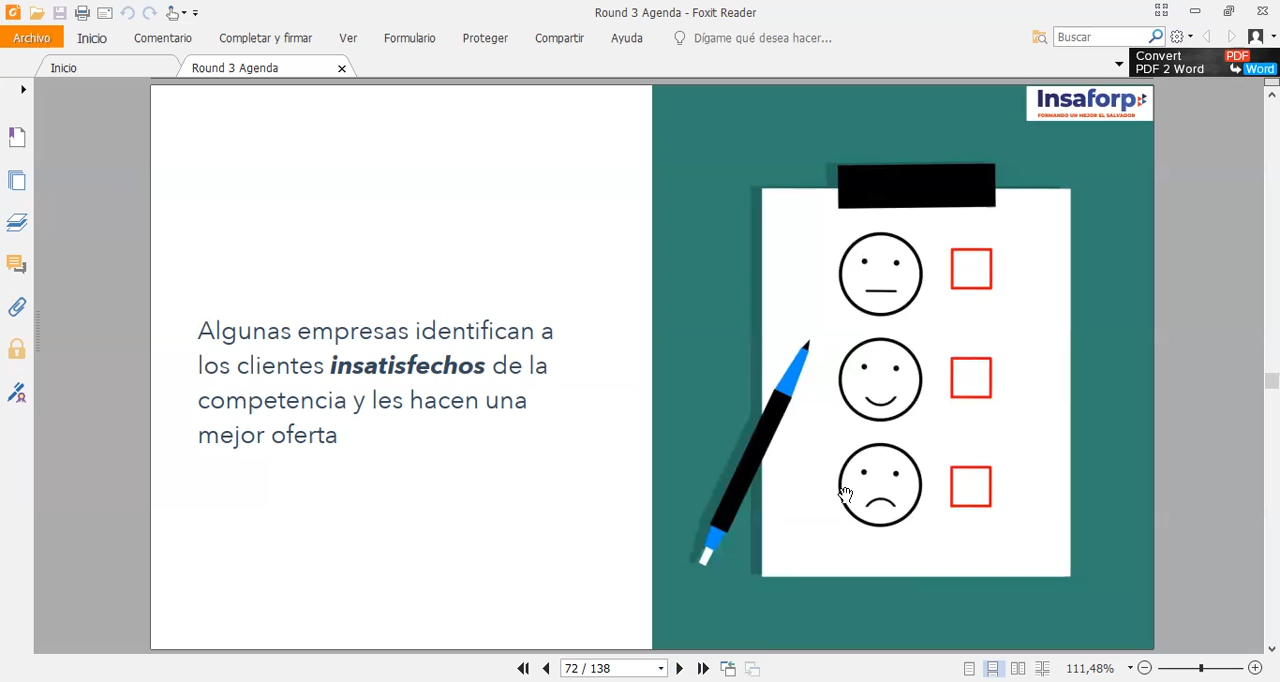 Round 3 Agenda - Foxit Reader
Archivo Inicio Comentario Completar y firmar Ver Formulario Proteger Compartir Ayuda Dígame qué desea hacer... Buscar
Inicio Round 3 Agenda
Convert PDF
PDF 2 Word Word
Insaforp
FORMANDO UN MEJOR EL SALVADOR
Algunas empresas identifican a
los clientes insatisfechos de la
competencia y les hacen una
mejor oferta
72 / 138 111,48%